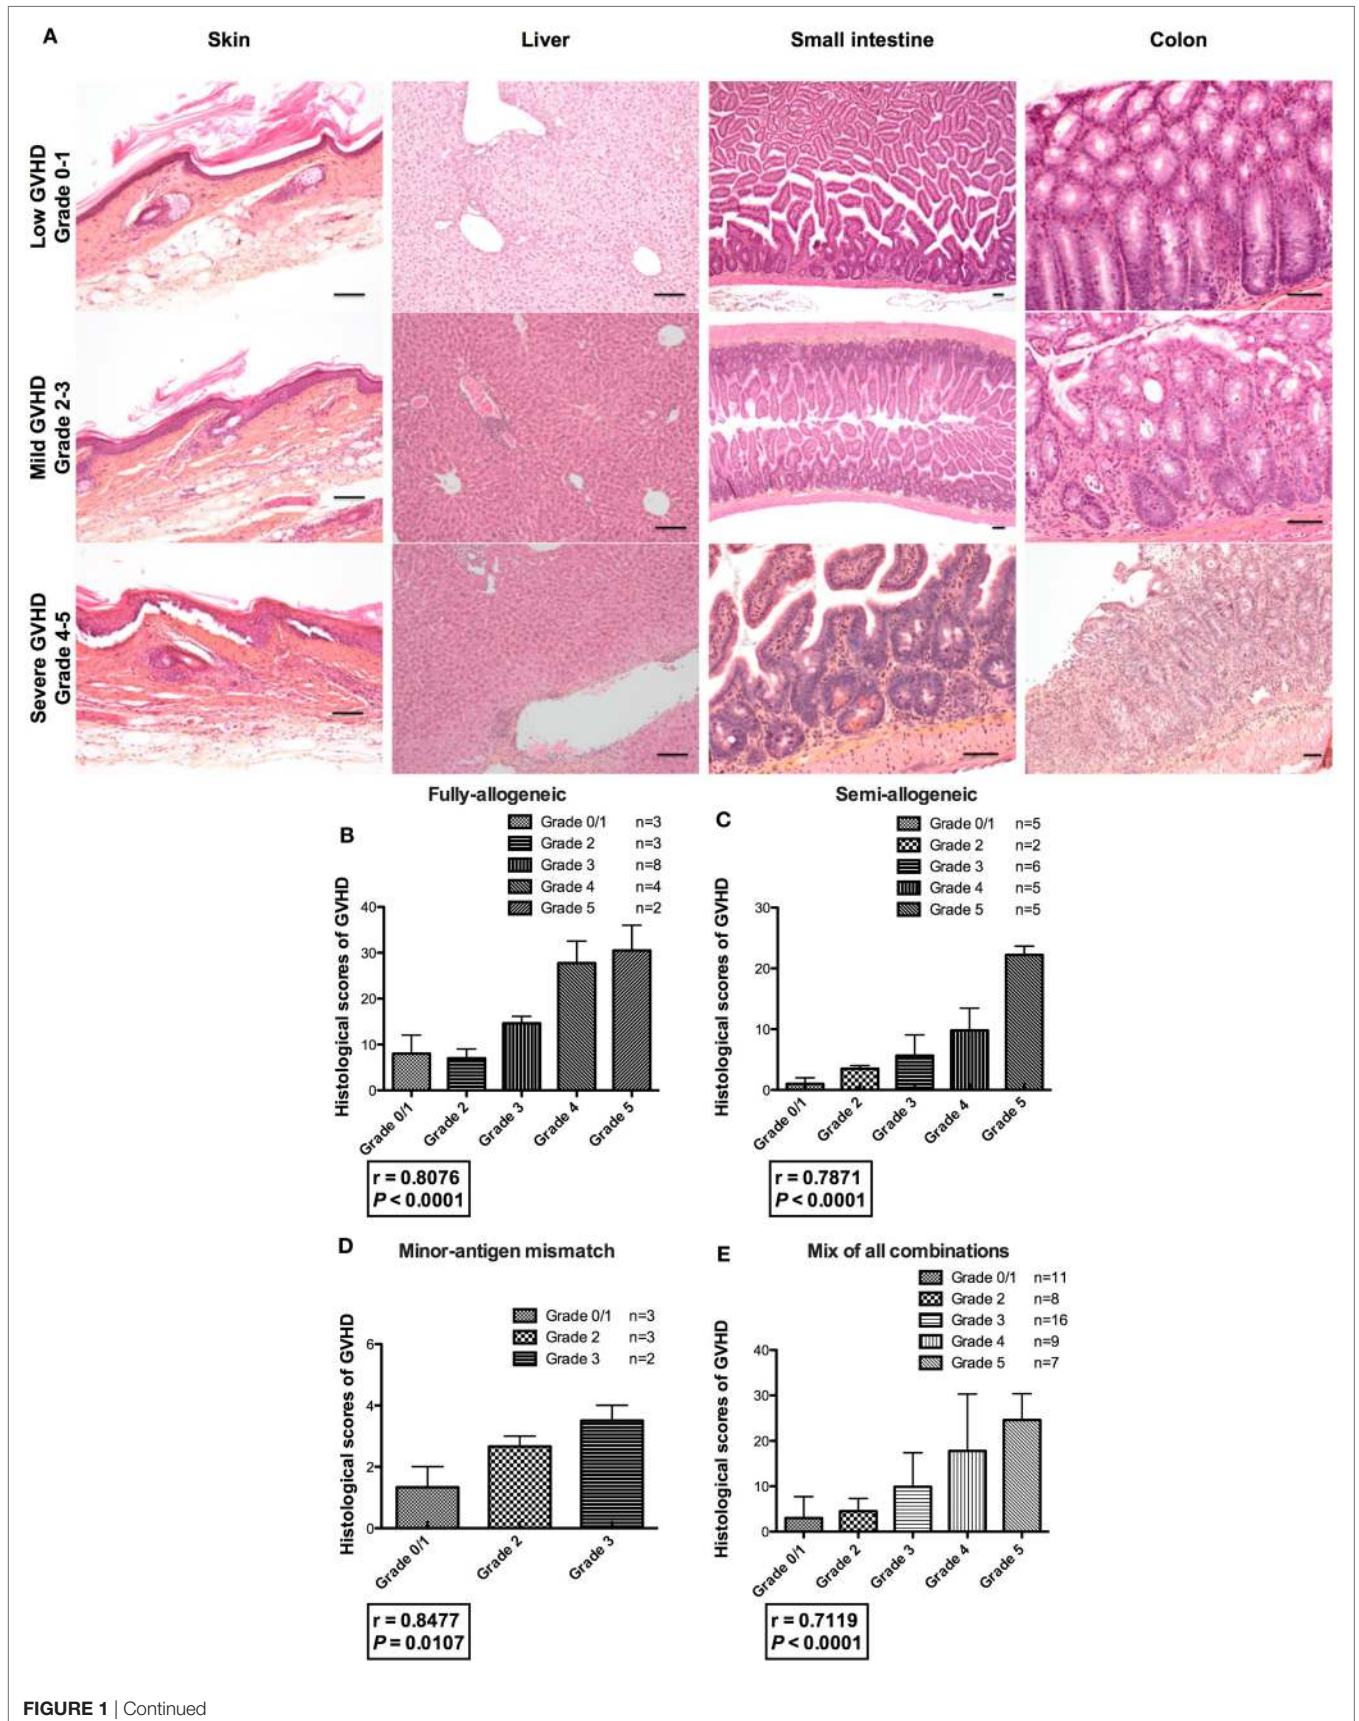 A
Skin
Liver
Small intestine
Colon
Low GVHD
Grade 0-1
Mild GVHD
Grade 2-3
Severe GVHD
Grade 4-5
Fully-allogeneic
B
Grade 0/1 n=3
Grade 2 n=3
Grade 3 n=8
Grade 4 n=4
Grade 5 n=2
Histological scores of GVHD
40
30
20
10
0
Grade 0/1
Grade 2
Grade 3
Grade 4
Grade 5
r = 0.8076
P < 0.0001
Semi-allogeneic
C
Grade 0/1 n=5
Grade 2 n=2
Grade 3 n=6
Grade 4 n=5
Grade 5 n=5
Histological scores of GVHD
30
20
10
0
Grade 0/1
Grade 2
Grade 3
Grade 4
Grade 5
r = 0.7871
P < 0.0001
D
Minor-antigen mismatch
Grade 0/1 n=3
Grade 2 n=3
Grade 3 n=2
Histological scores of GVHD
6
4
2
0
Grade 0/1
Grade 2
Grade 3
r = 0.8477
P = 0.0107
E
Mix of all combinations
Grade 0/1 n=11
Grade 2 n=8
Grade 3 n=16
Grade 4 n=9
Grade 5 n=7
Histological scores of GVHD
40
30
20
10
0
Grade 0/1
Grade 2
Grade 3
Grade 4
Grade 5
r = 0.7119
P < 0.0001
FIGURE 1 | Continued